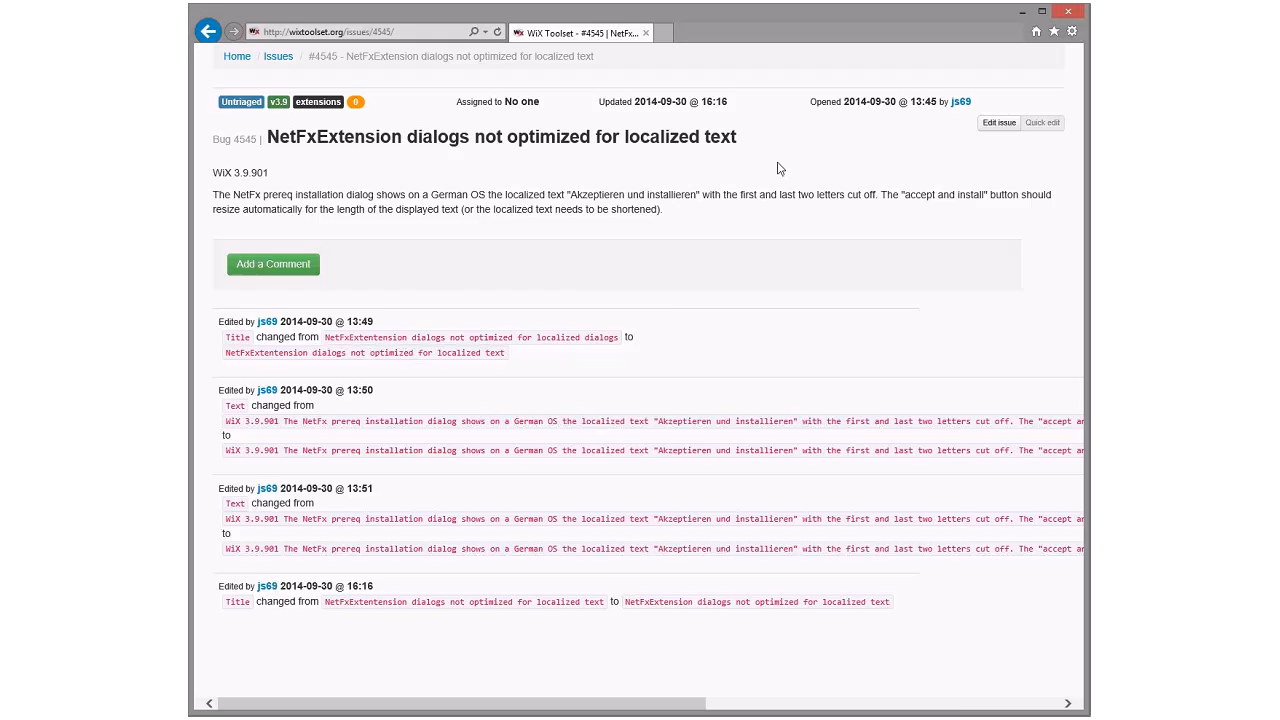 http://wixtoolset.org/issues/4545/
WiX Toolset - #4545 | NetFx...
Home / Issues / #4545 - NetFxExtension dialogs not optimized for localized text
Untriaged v3.9 extensions 0 Assigned to No one Updated 2014-09-30 @ 16:16 Opened 2014-09-30 @ 13:45 by js69
Edit issue Quick edit
Bug 4545 | NetFxExtension dialogs not optimized for localized text
WiX 3.9.901
The NetFx prereq installation dialog shows on a German OS the localized text "Akzeptieren und installieren" with the first and last two letters cut off. The "accept and install" button should
resize automatically for the length of the displayed text (or the localized text needs to be shortened).
Add a Comment
Edited by js69 2014-09-30 @ 13:49
Title changed from NetFxExtentension dialogs not optimized for localized dialogs to
NetFxExtentension dialogs not optimized for localized text
Edited by js69 2014-09-30 @ 13:50
Text changed from
WiX 3.9.901 The NetFx prereq installation dialog shows on a German OS the localized text "Akzeptieren und installieren" with the first and last two letters cut off. The "accept ar
to
WiX 3.9.901 The NetFx prereq installation dialog shows on a German OS the localized text "Akzeptieren und installieren" with the first and last two letters cut off. The "accept ar
Edited by js69 2014-09-30 @ 13:51
Text changed from
WiX 3.9.901 The NetFx prereq installation dialog shows on a German OS the localized text "Akzeptieren und installieren" with the first and last two letters cut off. The "accept ar
to
WiX 3.9.901 The NetFx prereq installation dialog shows on a German OS the localized text "Akzeptieren und installieren" with the first and last two letters cut off. The "accept ar
Edited by js69 2014-09-30 @ 16:16
Title changed from NetFxExtentension dialogs not optimized for localized text to NetFxExtension dialogs not optimized for localized text